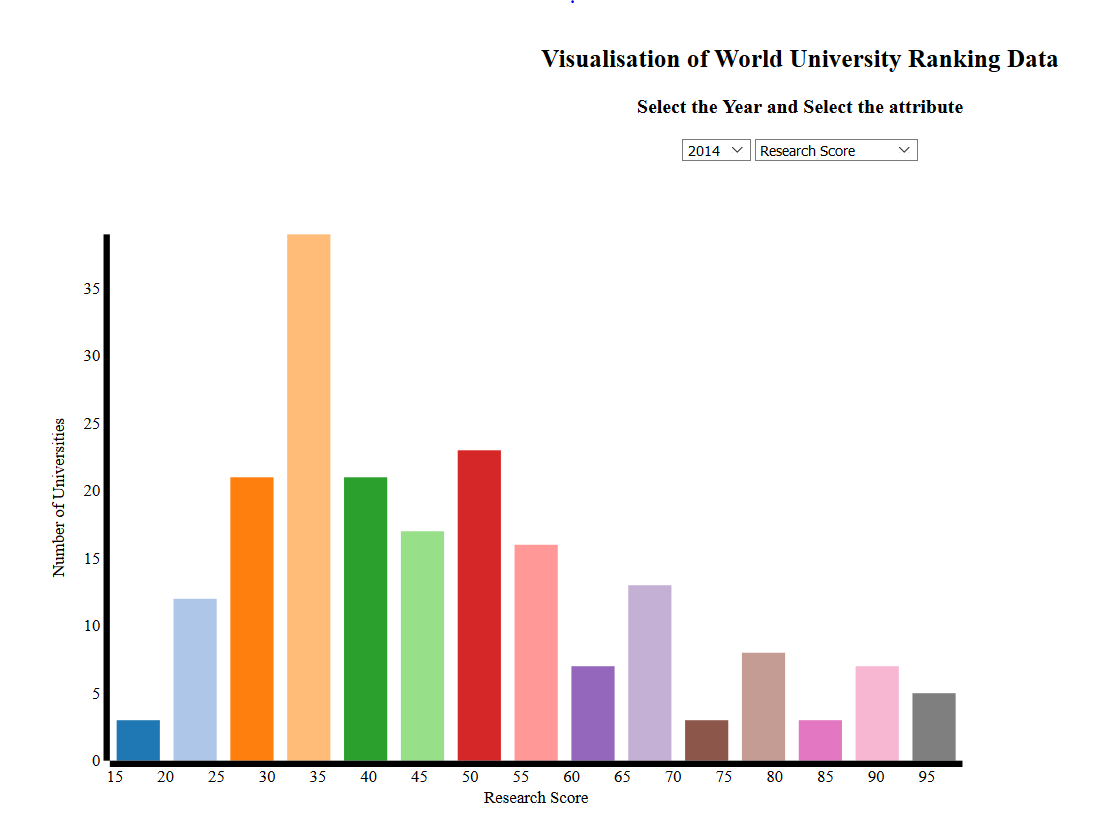 Visualisation of World University Ranking Data
Select the Year and Select the attribute
2014 Research Score
35
30
25
20
15
10
5
0
Number of Universities
15 20 25 30 35 40 45 50 55 60 65 70 75 80 85 90 95
Research Score